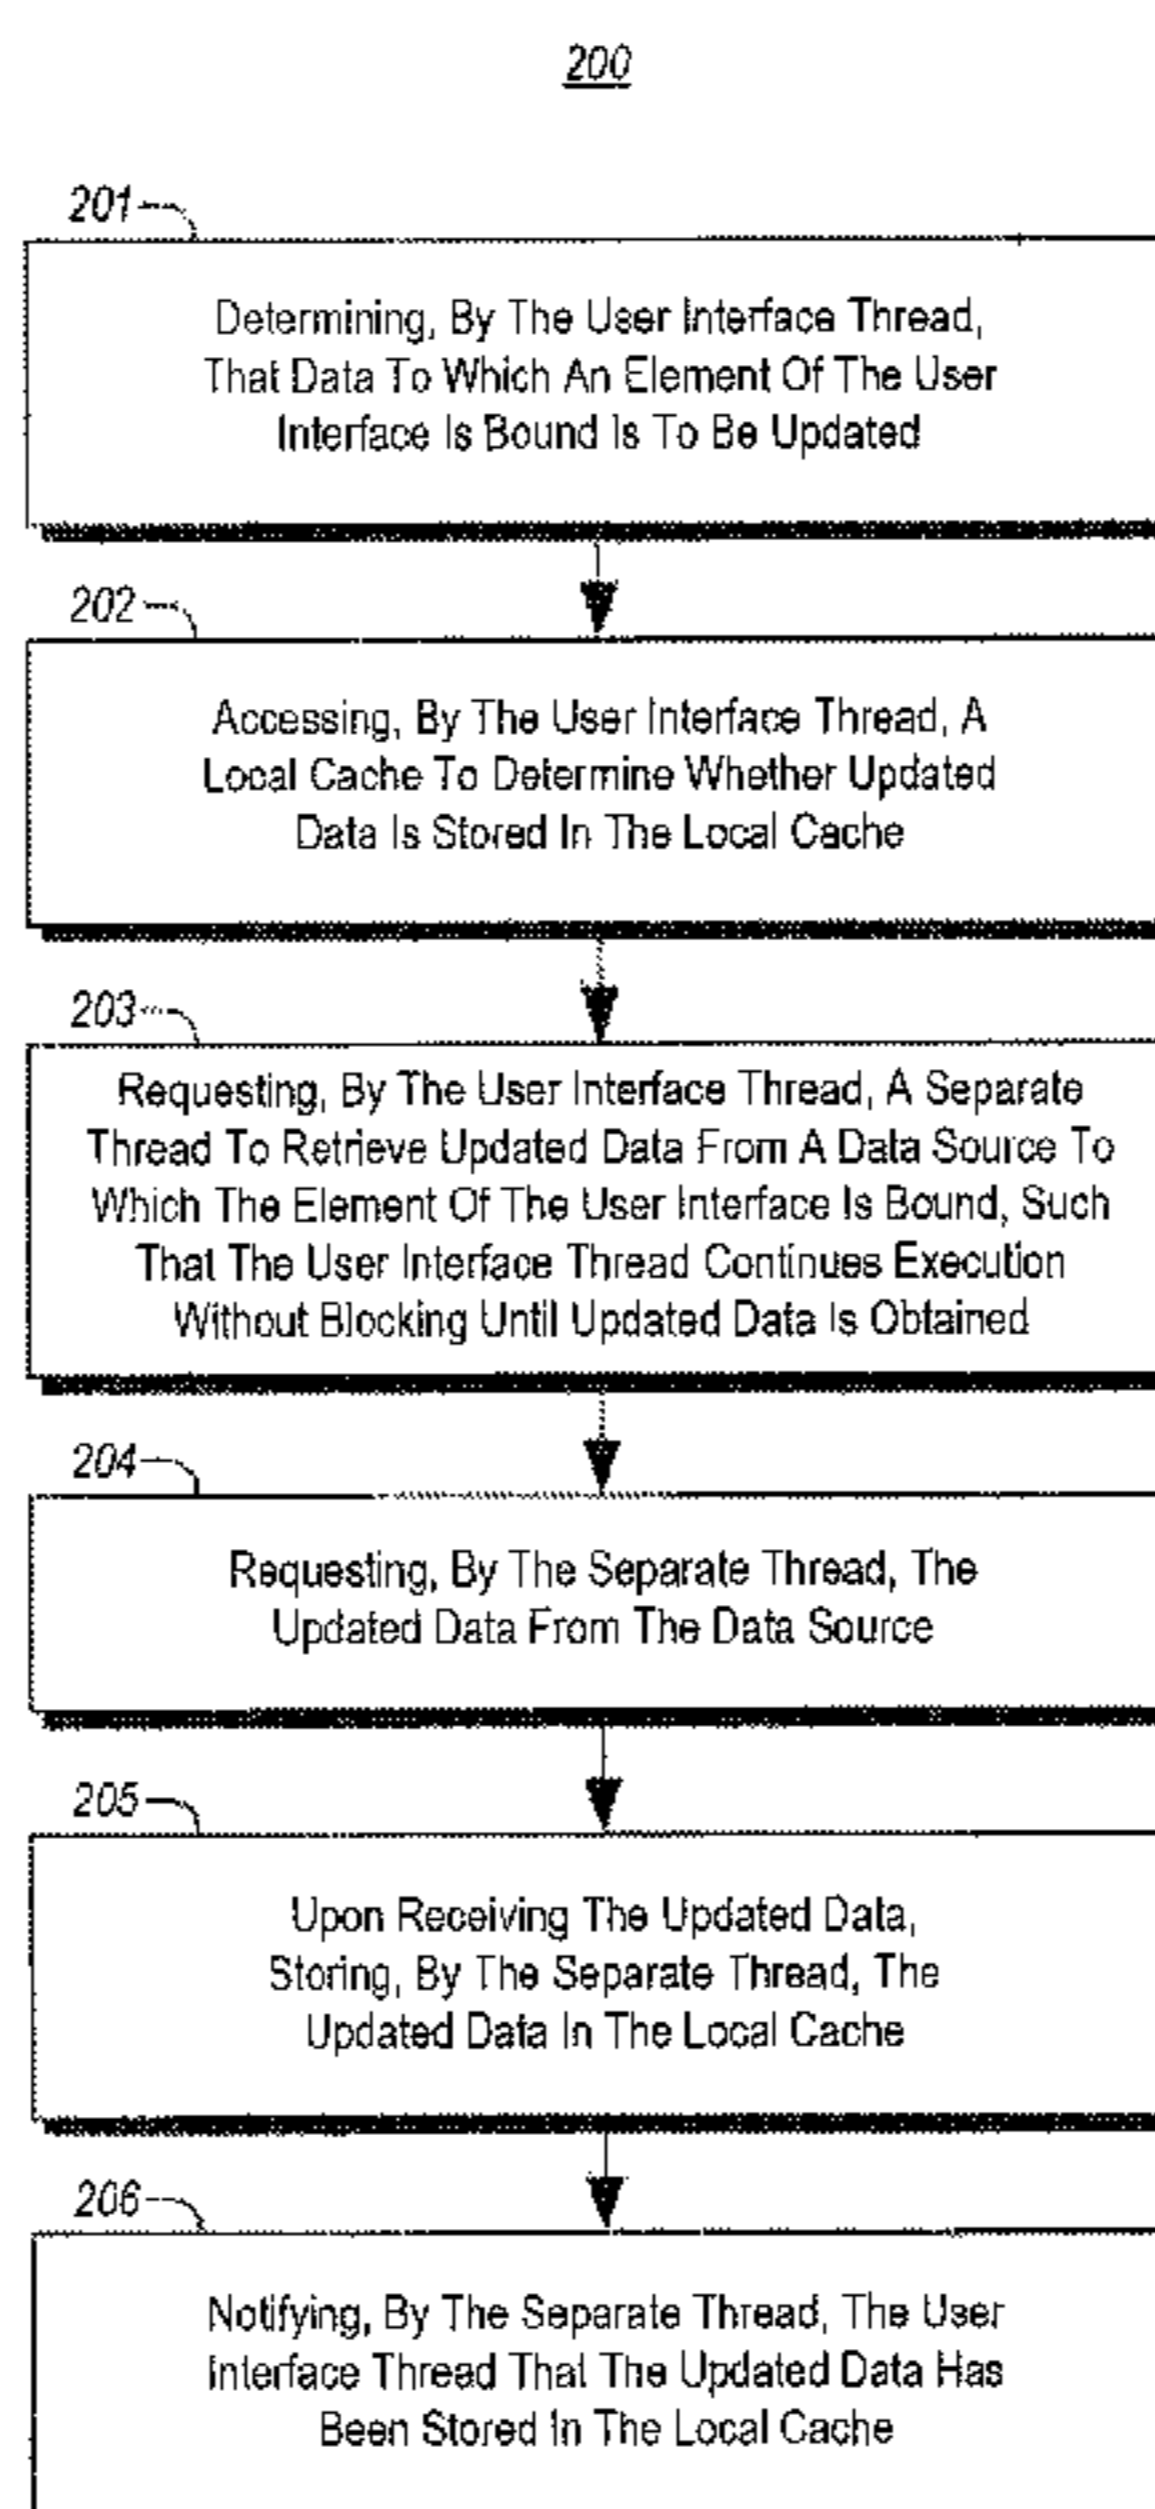 200
201
Determining, By The User Interface Thread,
That Data To Which An Element Of The User
Interface Is Bound Is To Be Updated
202
Accessing, By The User Interface Thread, A
Local Cache To Determine Whether Updated
Data Is Stored In The Local Cache
203
Requesting, By The User Interface Thread, A Separate
Thread To Retrieve Updated Data From A Data Source To
Which The Element Of The User Interface Is Bound, Such
That The User Interface Thread Continues Execution
Without Blocking Until Updated Data Is Obtained
204
Requesting, By The Separate Thread, The
Updated Data From The Data Source
205
Upon Receiving The Updated Data,
Storing, By The Separate Thread, The
Updated Data In The Local Cache
206
Notifying, By The Separate Thread, The User
Interface Thread That The Updated Data Has
Been Stored In The Local Cache